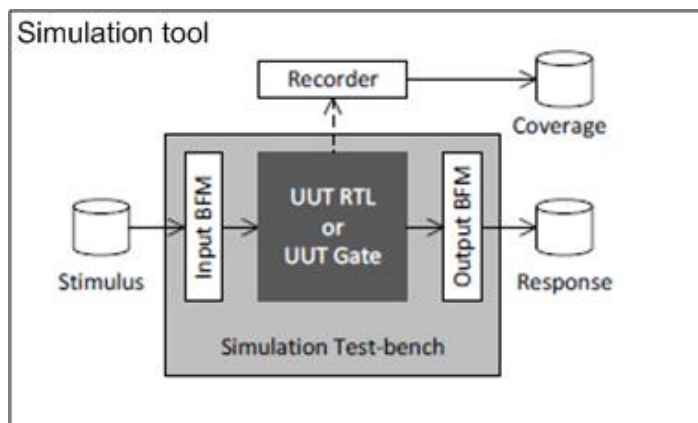 Simulation tool
Recorder
Coverage
Input BFM
UUT RTL
or
UUT Gate
Output BFM
Stimulus
Response
Simulation Test-bench